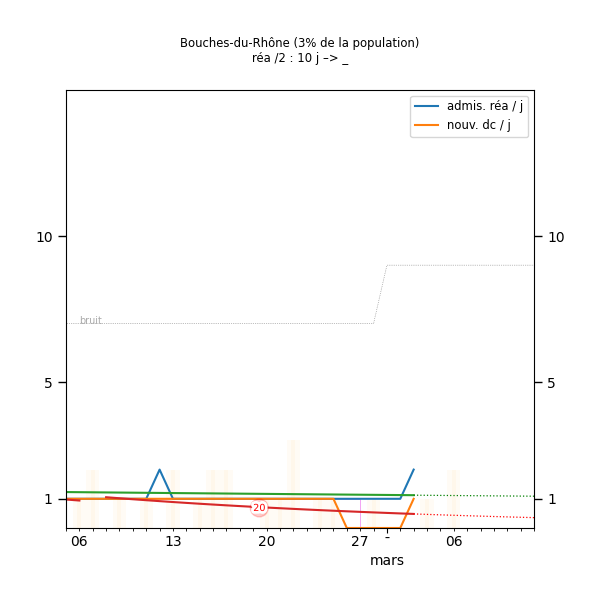 Bouches-du-Rhône (3% de la population)
réa /2 : 10 j –> _
admis. réa / j
nouv. dc / j
10
10
bruit
5
5
1
1
20
06
13
20
27
-
06
mars